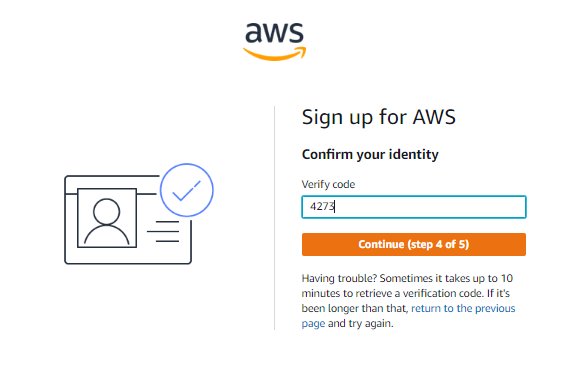 aws
Sign up for AWS
Confirm your identity
Verify code
4273
Continue (step 4 of 5)
Having trouble? Sometimes it takes up to 10
minutes to retrieve a verification code. If it's
been longer than that, return to the previous
page and try again.